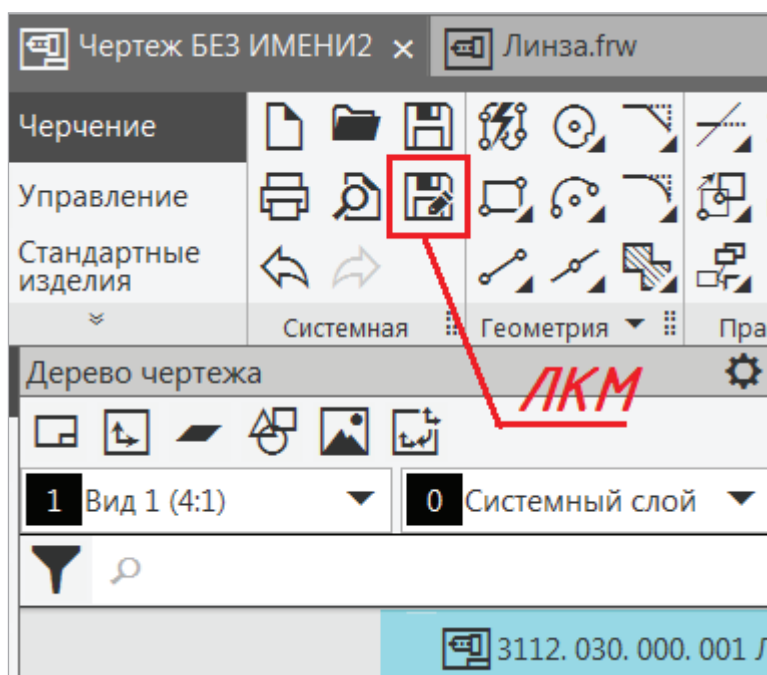 Чертеж БЕЗ ИМЕНИ2
Линза.frw
Черчение
Управление
Стандартные
изделия
Системная
Геометрия
Пра
Дерево чертежа
ЛКМ
1 Вид 1 (4:1)
0 Системный слой
3112. 030. 000. 001 Л